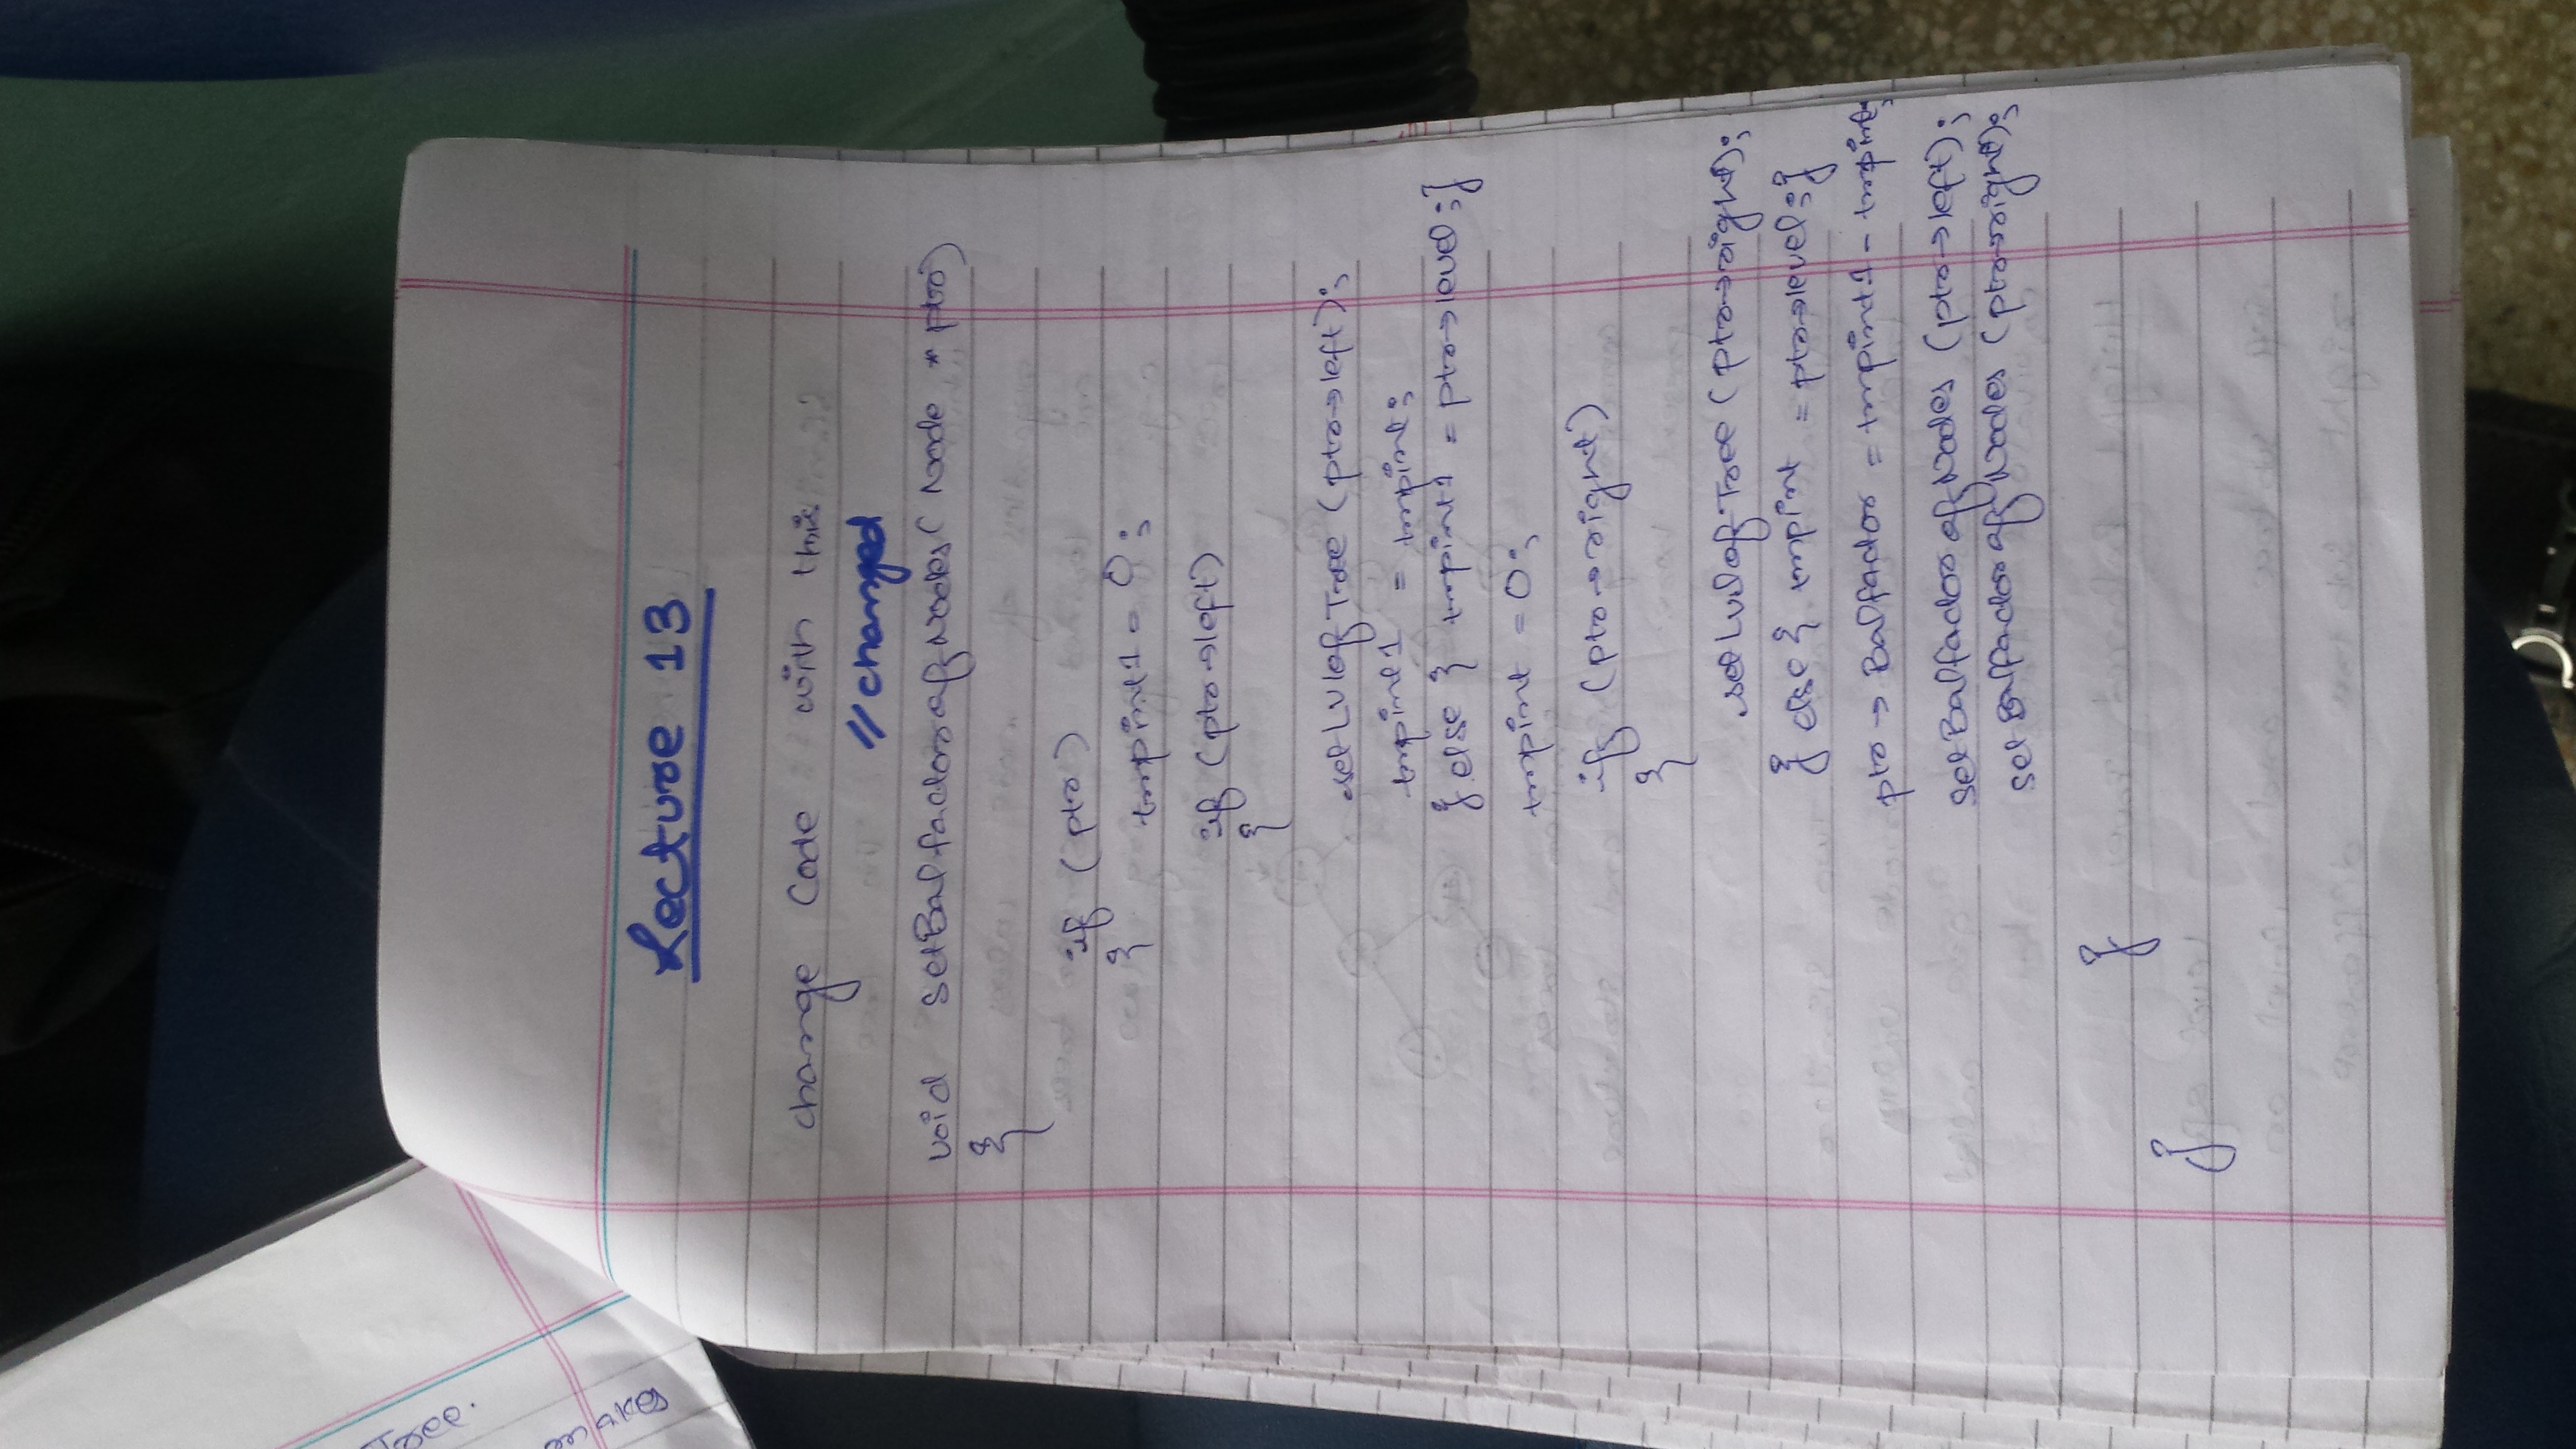 Tree.
makes
Lecture 13
change Code with this
//changed
void setBalfactorofNodes( Node * ptr)
{
if (ptr)
{ tmpint1 = 0;
if (ptr→left)
{
setLvlofTree (ptr→left);
tmpint1 = tmpint;
} else { tmpint1 = ptr→level;}
tmpint = 0;
if (ptr→right)
{
setLvlofTree (ptr→right);
} else { tmpint = ptr→level;}
ptr → Balfactor = tmpint1 - tmpint;
setBalfactorofNodes (ptr→left);
setBalfactorofNodes (ptr→right);
}
}